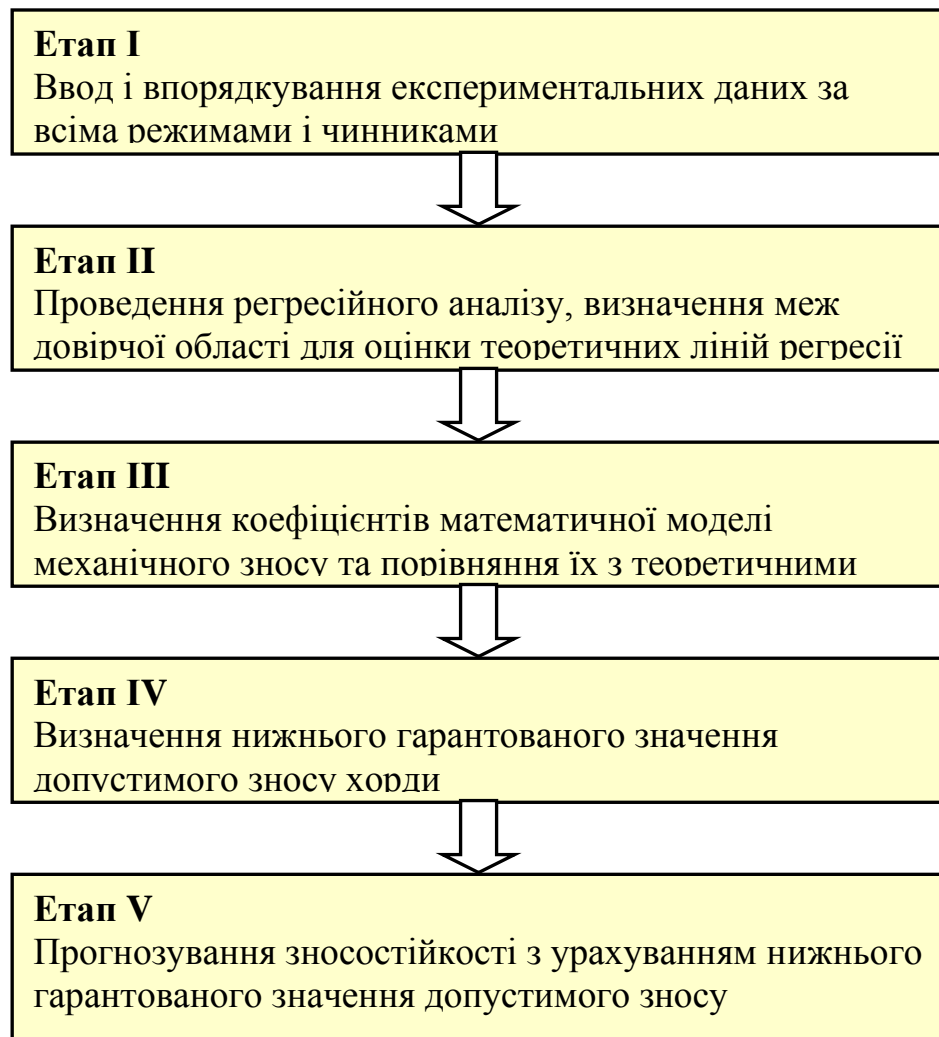 Етап I
Ввод і впорядкування експериментальних даних за
всіма режимами і чинниками
Етап II
Проведення регресійного аналізу, визначення меж
довірчої області для оцінки теоретичних ліній регресії
Етап III
Визначення коефіцієнтів математичної моделі
механічного зносу та порівняння їх з теоретичними
Етап IV
Визначення нижнього гарантованого значення
допустимого зносу хорди
Етап V
Прогнозування зносостійкості з урахуванням нижнього
гарантованого значення допустимого зносу